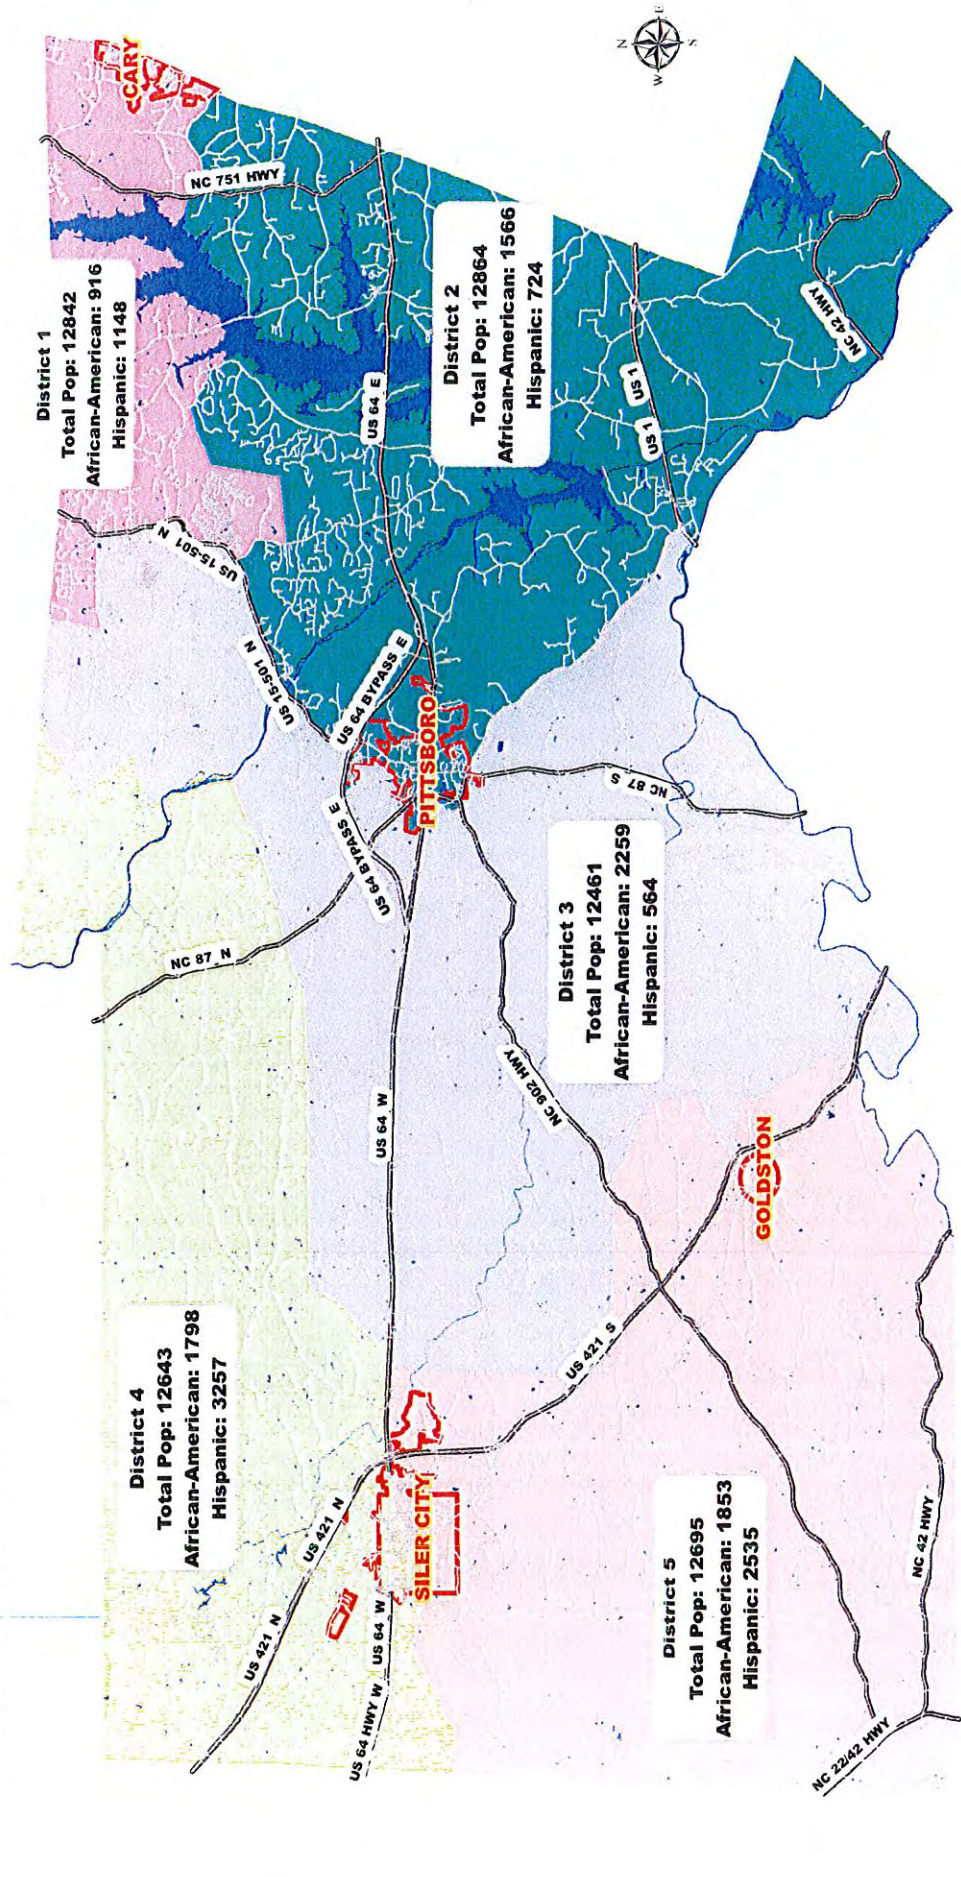 District 1
Total Pop: 12842
African-American: 916
Hispanic: 1148
District 2
Total Pop: 12864
African-American: 1566
Hispanic: 724
District 3
Total Pop: 12461
African-American: 2259
Hispanic: 564
District 4
Total Pop: 12643
African-American: 1798
Hispanic: 3257
District 5
Total Pop: 12695
African-American: 1853
Hispanic: 2535
CARY
PITTSBORO
SILER CITY
GOLDSTON
NC 751 HWY
US 15-501 N
US 15-501 N
US 64 E
US 64 BYPASS E
US 64 BYPASS E
US 1
US 1
NC 42 HWY
NC 87 N
NC 87 S
US 64 W
NC 902 HWY
US 421 S
US 421 N
US 421 N
US 64 W
US 64 HWY W
NC 42 HWY
NC 22/42 HWY
N
E
S
W